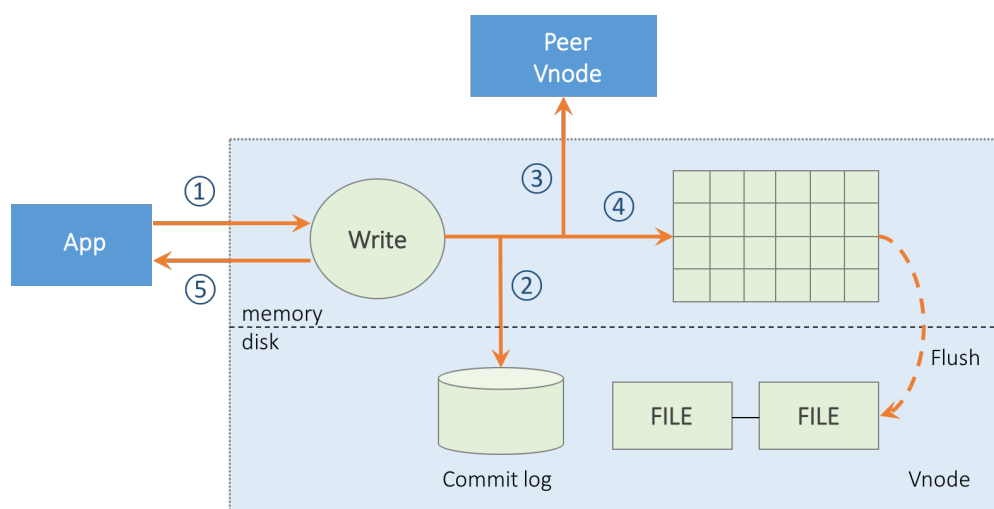 Peer
Vnode
①
③
④
App
Write
⑤
②
memory
disk
Flush
FILE
FILE
Commit log
Vnode